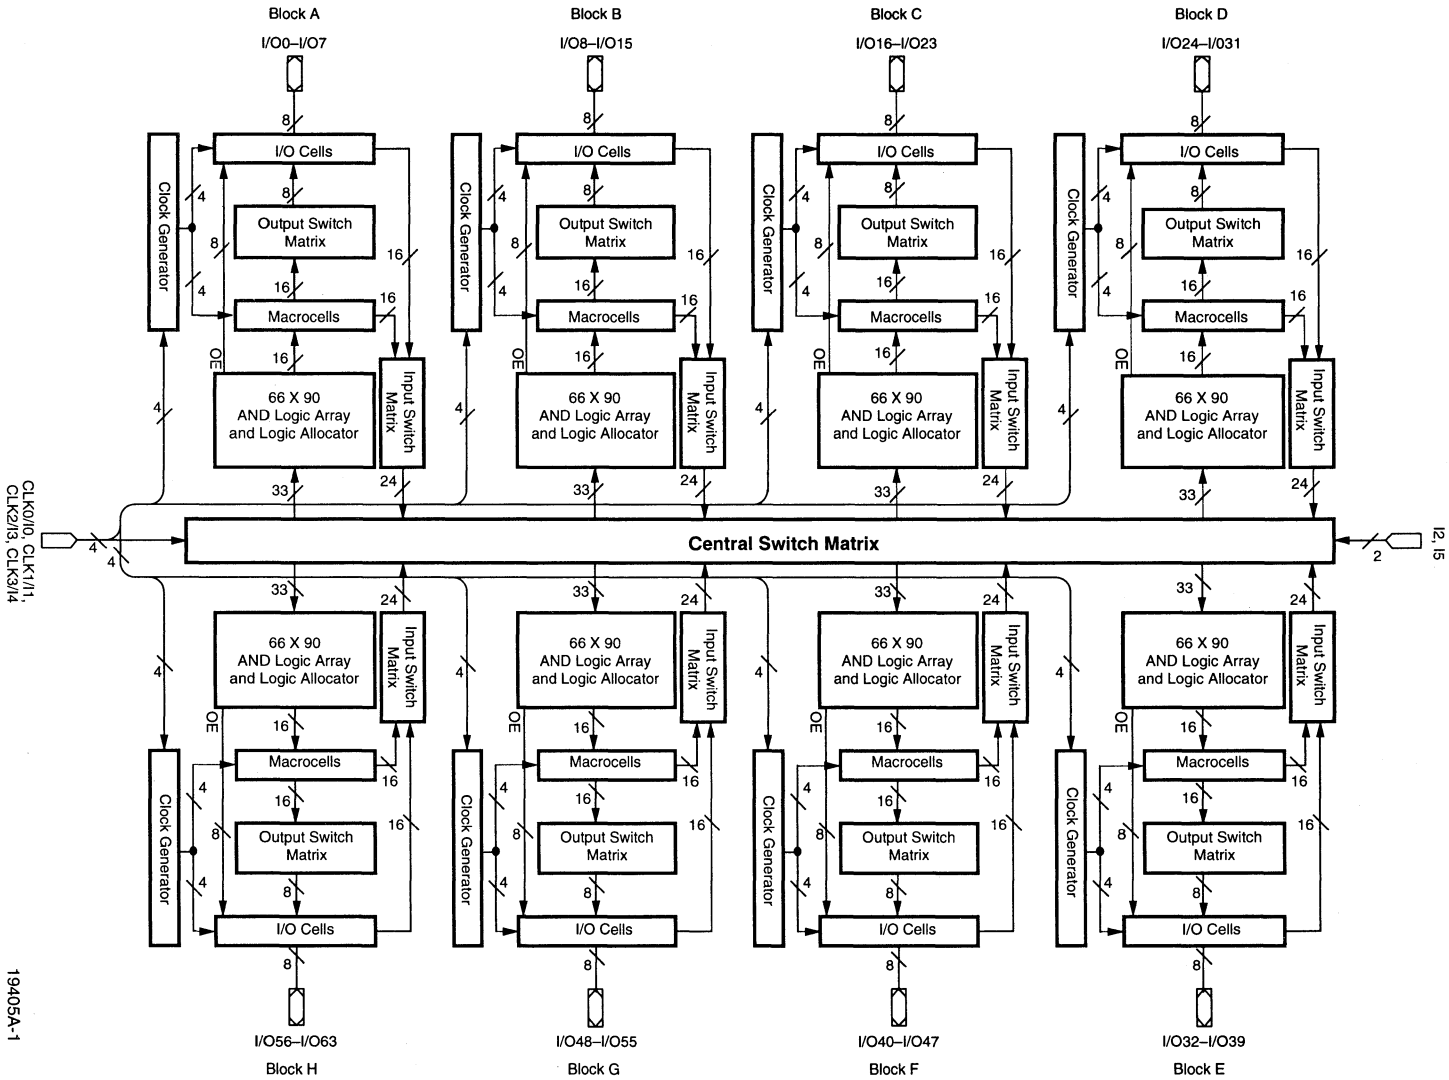 Block A
Block B
Block C
Block D
I/O0–I/O7
I/O8–I/O15
I/O16–I/O23
I/O24–I/031
8
8
8
8
I/O Cells
I/O Cells
I/O Cells
I/O Cells
Clock Generator
4
8
Output Switch
Matrix
8
16
4
16
16
Macrocells
OE
16
Input Switch
Matrix
66 X 90
AND Logic Array
and Logic Allocator
4
33
24
Clock Generator
4
8
Output Switch
Matrix
8
16
4
16
16
Macrocells
OE
16
Input Switch
Matrix
66 X 90
AND Logic Array
and Logic Allocator
4
33
24
Clock Generator
4
8
Output Switch
Matrix
8
16
4
16
16
Macrocells
OE
16
Input Switch
Matrix
66 X 90
AND Logic Array
and Logic Allocator
4
33
24
Clock Generator
4
8
Output Switch
Matrix
8
16
4
16
16
Macrocells
OE
16
Input Switch
Matrix
66 X 90
AND Logic Array
and Logic Allocator
4
33
24
CLK0/I0, CLK1/I1,
CLK2/I3, CLK3/I4
4
4
Central Switch Matrix
2
I2, I5
33
24
66 X 90
AND Logic Array
and Logic Allocator
Input Switch
Matrix
4
OE
16
Macrocells
16
Clock Generator
4
16
8
16
Output Switch
Matrix
4
8
I/O Cells
8
33
24
66 X 90
AND Logic Array
and Logic Allocator
Input Switch
Matrix
4
OE
16
Macrocells
16
Clock Generator
4
16
8
16
Output Switch
Matrix
4
8
I/O Cells
8
33
24
66 X 90
AND Logic Array
and Logic Allocator
Input Switch
Matrix
4
OE
16
Macrocells
16
Clock Generator
4
16
8
16
Output Switch
Matrix
4
8
I/O Cells
8
33
24
66 X 90
AND Logic Array
and Logic Allocator
Input Switch
Matrix
4
OE
16
Macrocells
16
Clock Generator
4
16
8
16
Output Switch
Matrix
4
8
I/O Cells
8
I/O56–I/O63
I/O48–I/O55
I/O40–I/O47
I/O32–I/O39
Block H
Block G
Block F
Block E
19405A-1